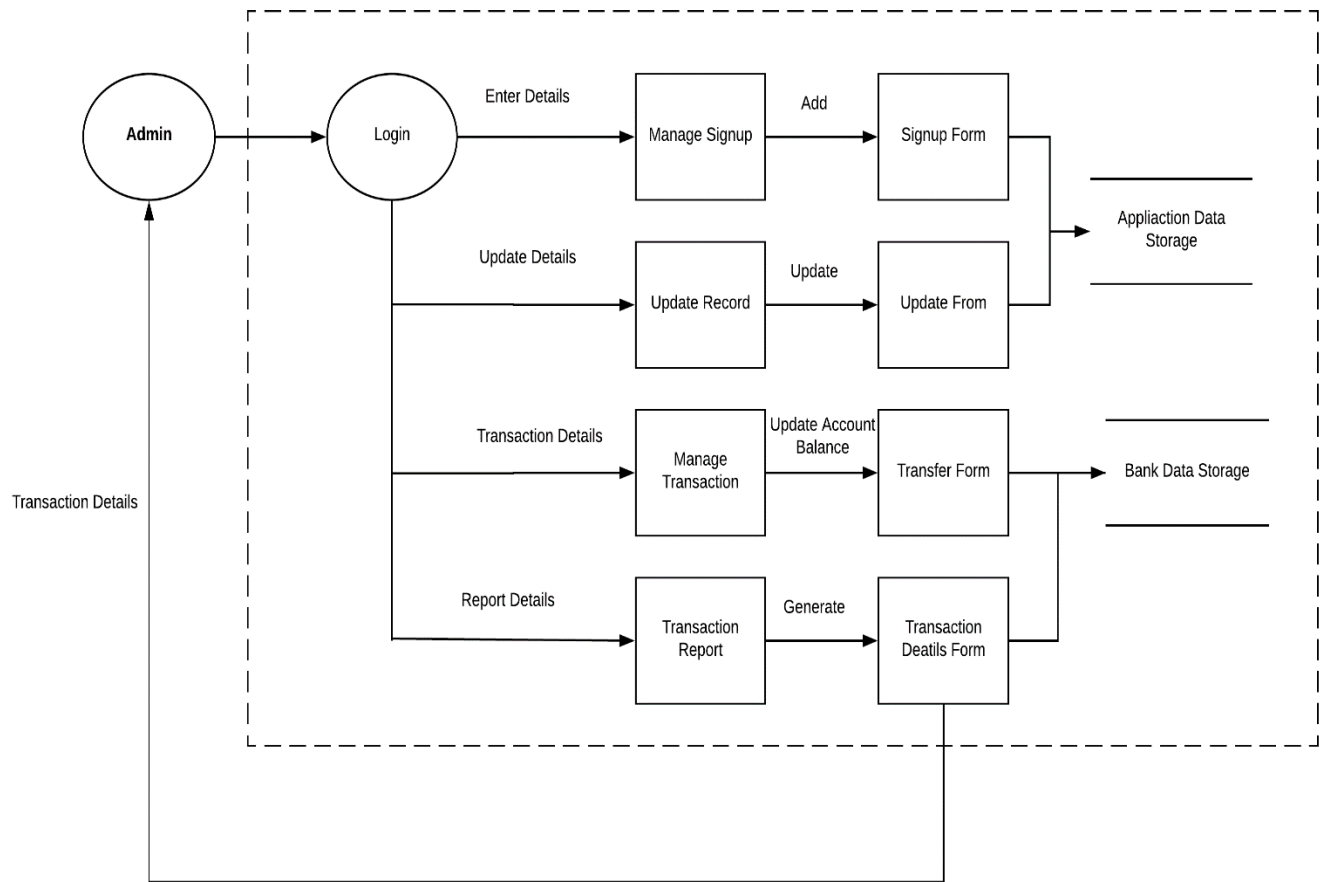 Enter Details
Add
Admin
Login
Manage Signup
Signup Form
Appliaction Data
Storage
Update Details
Update
Update Record
Update From
Transaction Details
Update Account
Balance
Manage
Transaction
Transfer Form
Bank Data Storage
Transaction Details
Report Details
Generate
Transaction
Report
Transaction
Deatils Form